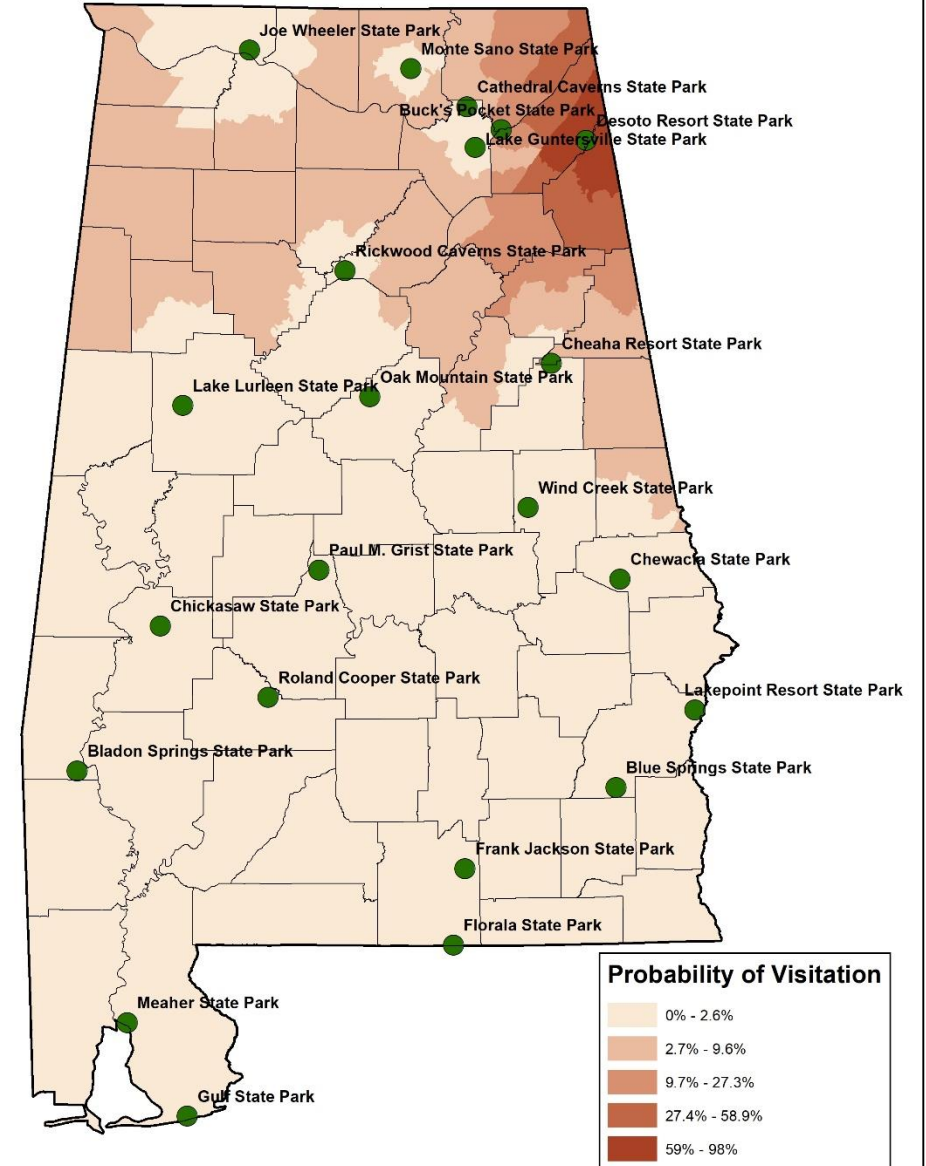 Joe Wheeler State Park
Monte Sano State Park
Cathedral Caverns State Park
Buck's Pocket State Park
Desoto Resort State Park
Lake Guntersville State Park
Rickwood Caverns State Park
Cheaha Resort State Park
Oak Mountain State Park
Lake Lurleen State Park
Wind Creek State Park
Paul M. Grist State Park
Chewacla State Park
Chickasaw State Park
Roland Cooper State Park
Lakepoint Resort State Park
Bladon Springs State Park
Blue Springs State Park
Frank Jackson State Park
Florala State Park
Meaher State Park
Gulf State Park
Probability of Visitation
0% - 2.6%
2.7% - 9.6%
9.7% - 27.3%
27.4% - 58.9%
59% - 98%